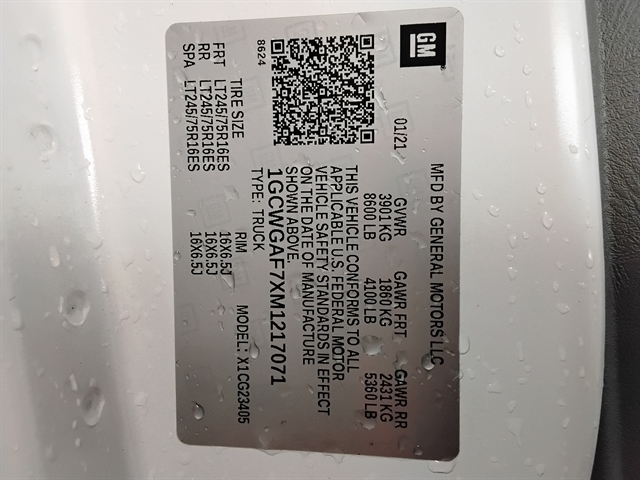 GM
MFD BY GENERAL MOTORS LLC
01/21
GVWR GAWR FRT GAWR RR
3901 KG 1860 KG 2431 KG
8600 LB 4100 LB 5360 LB
THIS VEHICLE CONFORMS TO ALL
APPLICABLE U.S. FEDERAL MOTOR
VEHICLE SAFETY STANDARDS IN EFFECT
ON THE DATE OF MANUFACTURE
SHOWN ABOVE.
1GCWGAF7XM1217071
TYPE: TRUCK MODEL: X1CG23405
8624
TIRE SIZE RIM
FRT LT245/75R16ES 16X6.5J
RR LT245/75R16ES 16X6.5J
SPA LT245/75R16ES 16X6.5J